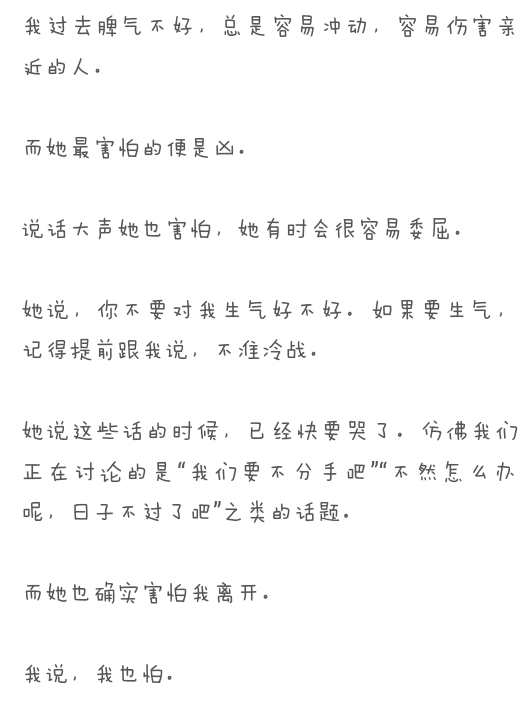 我过去脾气不好，总是容易冲动，容易伤害亲
近的人。
而她最害怕的便是凶。
说话大声她也害怕，她有时会很容易委屈。
她说，你不要对我生气好不好。如果要生气，
记得提前跟我说，不准冷战。
她说这些话的时候，已经快要哭了。仿佛我们
正在讨论的是“我们要不分手吧”“不然怎么办
呢，日子不过了吧”之类的话题。
而她也确实害怕我离开。
我说，我也怕。